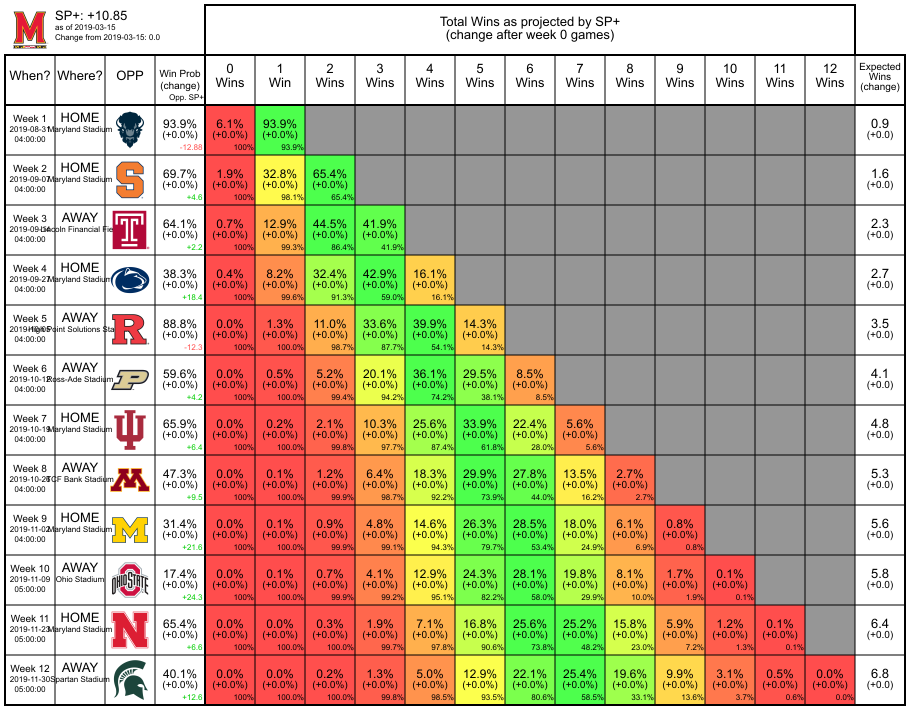 SP+: +10.85
as of 2019-03-15
Change from 2019-03-15: 0.0
Total Wins as projected by SP+
(change after week 0 games)
When? Where? OPP Win Prob (change) Opp. SP+ 0 Wins 1 Win 2 Wins 3 Wins 4 Wins 5 Wins 6 Wins 7 Wins 8 Wins 9 Wins 10 Wins 11 Wins 12 Wins Expected Wins (change)
Week 1 HOME 93.9% 6.1% 93.9% 0.9
2019-08-31 Maryland Stadium (+0.0%) (+0.0%) (+0.0%) (+0.0)
04:00:00 -12.88 100% 93.9%
Week 2 HOME 69.7% 1.9% 32.8% 65.4% 1.6
2019-09-07 Maryland Stadium (+0.0%) (+0.0%) (+0.0%) (+0.0%) (+0.0)
04:00:00 +4.6 100% 98.1% 65.4%
Week 3 AWAY 64.1% 0.7% 12.9% 44.5% 41.9% 2.3
Lincoln Financial (+0.0%) (+0.0%) (+0.0%) (+0.0%) (+0.0%) (+0.0)
04:00:00 +2.2 100% 99.3% 86.4% 41.9%
Week 4 HOME 38.3% 0.4% 8.2% 32.4% 42.9% 16.1% 2.7
2019-09-27 Maryland Stadium (+0.0%) (+0.0%) (+0.0%) (+0.0%) (+0.0%) (+0.0%) (+0.0)
04:00:00 +18.4 100% 99.6% 91.3% 59.0% 16.1%
Week 5 AWAY 88.8% 0.0% 1.3% 11.0% 33.6% 39.9% 14.3% 3.5
Point Solutions (+0.0%) (+0.0%) (+0.0%) (+0.0%) (+0.0%) (+0.0%) (+0.0%) (+0.0)
04:00:00 R -12.3 100% 100.0% 98.7% 87.7% 54.1% 14.3%
Week 6 AWAY 59.6% 0.0% 0.5% 5.2% 20.1% 36.1% 29.5% 8.5% 4.1
2019-10-12 Ross-Ade Stadium (+0.0%) (+0.0%) (+0.0%) (+0.0%) (+0.0%) (+0.0%) (+0.0%) (+0.0%) (+0.0)
04:00:00 +4.2 100% 100.0% 99.4% 94.2% 74.2% 38.1% 8.5%
Week 7 HOME 65.9% 0.0% 0.2% 2.1% 10.3% 25.6% 33.9% 22.4% 5.6% 4.8
2019-10-19 Maryland Stadium (+0.0%) (+0.0%) (+0.0%) (+0.0%) (+0.0%) (+0.0%) (+0.0%) (+0.0%) (+0.0%) (+0.0)
04:00:00 +6.4 100% 100.0% 99.8% 97.7% 87.4% 61.8% 28.0% 5.6%
Week 8 AWAY 47.3% 0.0% 0.1% 1.2% 6.4% 18.3% 29.9% 27.8% 13.5% 2.7% 5.3
2019-10-26 TCF Bank Stadium (+0.0%) (+0.0%) (+0.0%) (+0.0%) (+0.0%) (+0.0%) (+0.0%) (+0.0%) (+0.0%) (+0.0%) (+0.0)
04:00:00 +9.5 100% 100.0% 99.9% 98.7% 92.2% 73.9% 44.0% 16.2% 2.7%
Week 9 HOME 31.4% 0.0% 0.1% 0.9% 4.8% 14.6% 26.3% 28.5% 18.0% 6.1% 0.8% 5.6
2019-11-02 Maryland Stadium (+0.0%) (+0.0%) (+0.0%) (+0.0%) (+0.0%) (+0.0%) (+0.0%) (+0.0%) (+0.0%) (+0.0%) (+0.0%) (+0.0)
04:00:00 +21.6 100% 100.0% 99.9% 99.1% 94.3% 79.7% 53.4% 24.9% 6.9% 0.8%
Week 10 AWAY 17.4% 0.0% 0.1% 0.7% 4.1% 12.9% 24.3% 28.1% 19.8% 8.1% 1.7% 0.1% 5.8
2019-11-09 Ohio Stadium OHIO STATE (+0.0%) (+0.0%) (+0.0%) (+0.0%) (+0.0%) (+0.0%) (+0.0%) (+0.0%) (+0.0%) (+0.0%) (+0.0%) (+0.0%) (+0.0)
05:00:00 +24.3 100% 100.0% 99.9% 99.2% 95.1% 82.2% 58.0% 29.9% 10.0% 1.9% 0.1%
Week 11 HOME 65.4% 0.0% 0.0% 0.3% 1.9% 7.1% 16.8% 25.6% 25.2% 15.8% 5.9% 1.2% 0.1% 6.4
2019-11-23 Maryland Stadium (+0.0%) (+0.0%) (+0.0%) (+0.0%) (+0.0%) (+0.0%) (+0.0%) (+0.0%) (+0.0%) (+0.0%) (+0.0%) (+0.0%) (+0.0%) (+0.0)
05:00:00 +6.6 100% 100.0% 100.0% 99.7% 97.8% 90.6% 73.8% 48.2% 23.0% 7.2% 1.3% 0.1%
Week 12 AWAY 40.1% 0.0% 0.0% 0.2% 1.3% 5.0% 12.9% 22.1% 25.4% 19.6% 9.9% 3.1% 0.5% 0.0% 6.8
2019-11-30 Spartan Stadium (+0.0%) (+0.0%) (+0.0%) (+0.0%) (+0.0%) (+0.0%) (+0.0%) (+0.0%) (+0.0%) (+0.0%) (+0.0%) (+0.0%) (+0.0%) (+0.0%) (+0.0)
05:00:00 +12.6 100% 100.0% 100.0% 99.8% 98.5% 93.5% 80.6% 58.5% 33.1% 13.6% 3.7% 0.6% 0.0%